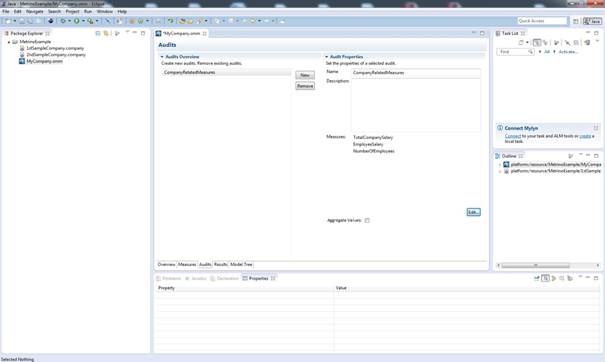 Java - MetrinoExample/MyCompany.omm - Eclipse
File Edit Navigate Search Project Run Window Help
Quick Access
Java
Package Explorer
MetrinoExample
1stSampleCompany.company
2ndSampleCompany.company
MyCompany.omm
*MyCompany.omm
Audits
Audits Overview
Create new audits. Remove existing audits.
CompanyRelatedMeasures
New
Remove
Audit Properties
Set the properties of a selected audit.
Name: CompanyRelatedMeasures
Description:
Measures: TotalCompanySalary
EmployeeSalary
NumberOfEmployees
Edit...
Aggregate Values:
Overview Measures Audits Results Model Tree
Task List
Find All Activate...
Connect Mylyn
Connect to your task and ALM tools or create a
local task.
Outline
platform:/resource/MetrinoExample/MyCompa
platform:/resource/MetrinoExample/1stSample
Problems Javadoc Declaration Properties
Property Value
Selected Nothing